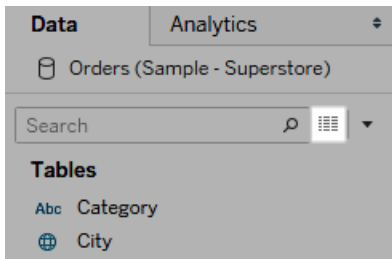 Data Analytics
Orders (Sample - Superstore)
Search
Tables
Abc Category
City